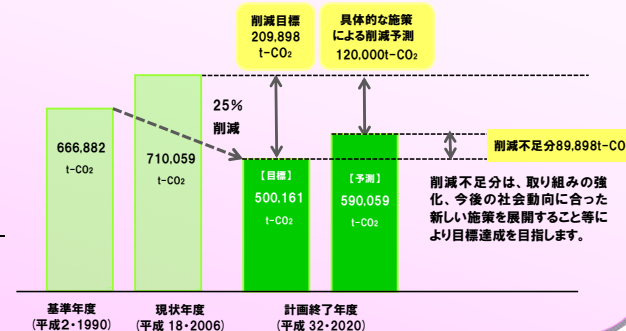 削減目標
209,898
t-CO₂
具体的な施策
による削減予測
120,000t-CO₂
25%
削減
666,882
t-CO₂
710,059
t-CO₂
【目標】
500,161
t-CO₂
【予測】
590,059
t-CO₂
削減不足分89,898t-CO
削減不足分は、取り組みの強
化、今後の社会動向に合った
新しい施策を展開すること等に
より目標達成を目指します。
基準年度
(平成2・1990)
現状年度
(平成 18・2006)
計画終了年度
(平成 32・2020)